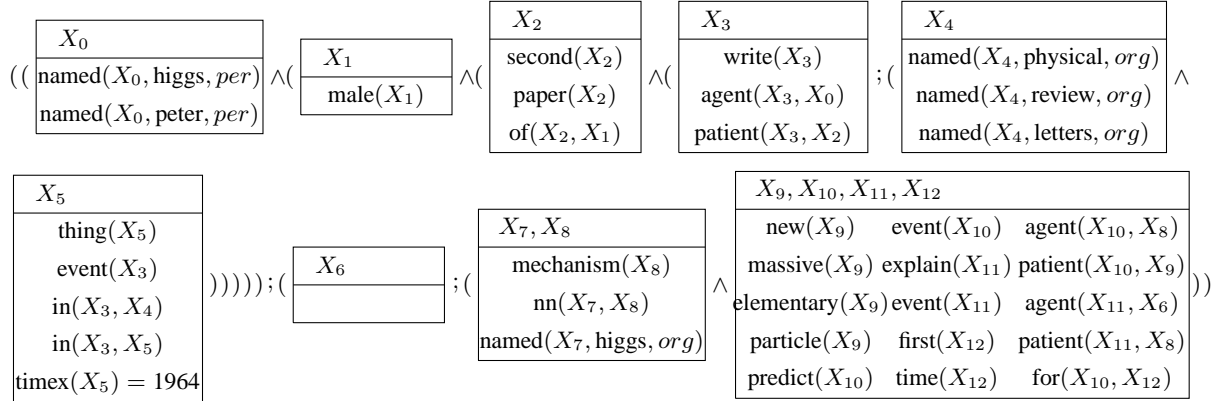 ((
X₀
named(X₀, higgs, per)
named(X₀, peter, per)
∧(
X₁
male(X₁)
∧(
X₂
second(X₂)
paper(X₂)
of(X₂, X₁)
∧(
X₃
write(X₃)
agent(X₃, X₀)
patient(X₃, X₂)
;(
X₄
named(X₄, physical, org)
named(X₄, review, org)
named(X₄, letters, org)
∧
X₅
thing(X₅)
event(X₃)
in(X₃, X₄)
in(X₃, X₅)
timex(X₅) = 1964
)))));(
X₆
;(
X₇, X₈
mechanism(X₈)
nn(X₇, X₈)
named(X₇, higgs, org)
∧
X₉, X₁₀, X₁₁, X₁₂
new(X₉) event(X₁₀) agent(X₁₀, X₈)
massive(X₉) explain(X₁₁) patient(X₁₀, X₉)
elementary(X₉) event(X₁₁) agent(X₁₁, X₆)
particle(X₉) first(X₁₂) patient(X₁₁, X₈)
predict(X₁₀) time(X₁₂) for(X₁₀, X₁₂)
))